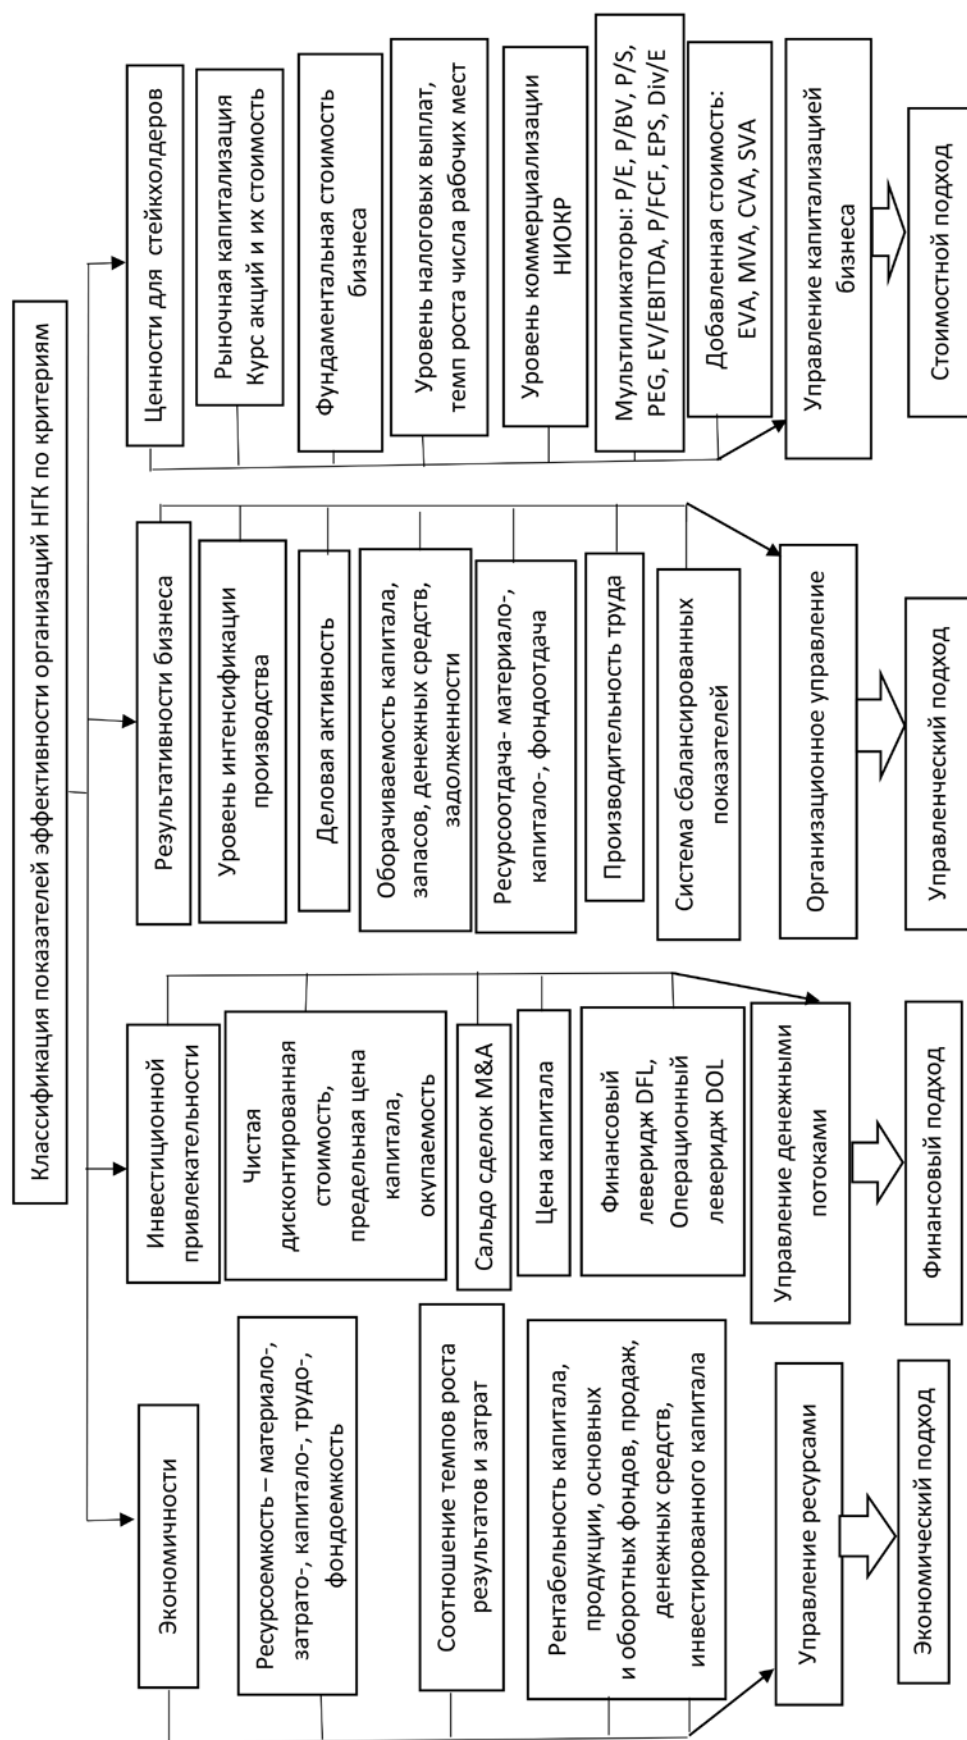 Классификация показателей эффективности организаций НГК по критериям
Экономичности
Ресурсоемкость – материало-,
затрато-, капитало-, трудо-,
фондоемкость
Соотношение темпов роста
результатов и затрат
Рентабельность капитала,
продукции, основных
и оборотных фондов, продаж,
денежных средств,
инвестированного капитала
Управление ресурсами
Экономический подход
Инвестиционной
привлекательности
Чистая
дисконтированная
стоимость,
предельная цена
капитала,
окупаемость
Сальдо сделок M&A
Цена капитала
Финансовый
леверидж DFL,
Операционный
леверидж DOL
Управление денежными
потоками
Финансовый подход
Результативности бизнеса
Уровень интенсификации
производства
Деловая активность
Оборачиваемость капитала,
запасов, денежных средств,
задолженности
Ресурсоотдача- материало-,
капитало-, фондоотдача
Производительность труда
Система сбалансированных
показателей
Организационное управление
Управленческий подход
Ценности для стейкхолдеров
Рыночная капитализация
Курс акций и их стоимость
Фундаментальная стоимость
бизнеса
Уровень налоговых выплат,
темп роста числа рабочих мест
Уровень коммерциализации
НИОКР
Мультипликаторы: P/E, P/BV, P/S,
PEG, EV/EBITDA, P/FCF, EPS, Div/E
Добавленная стоимость:
EVA, MVA, CVA, SVA
Управление капитализацией
бизнеса
Стоимостной подход